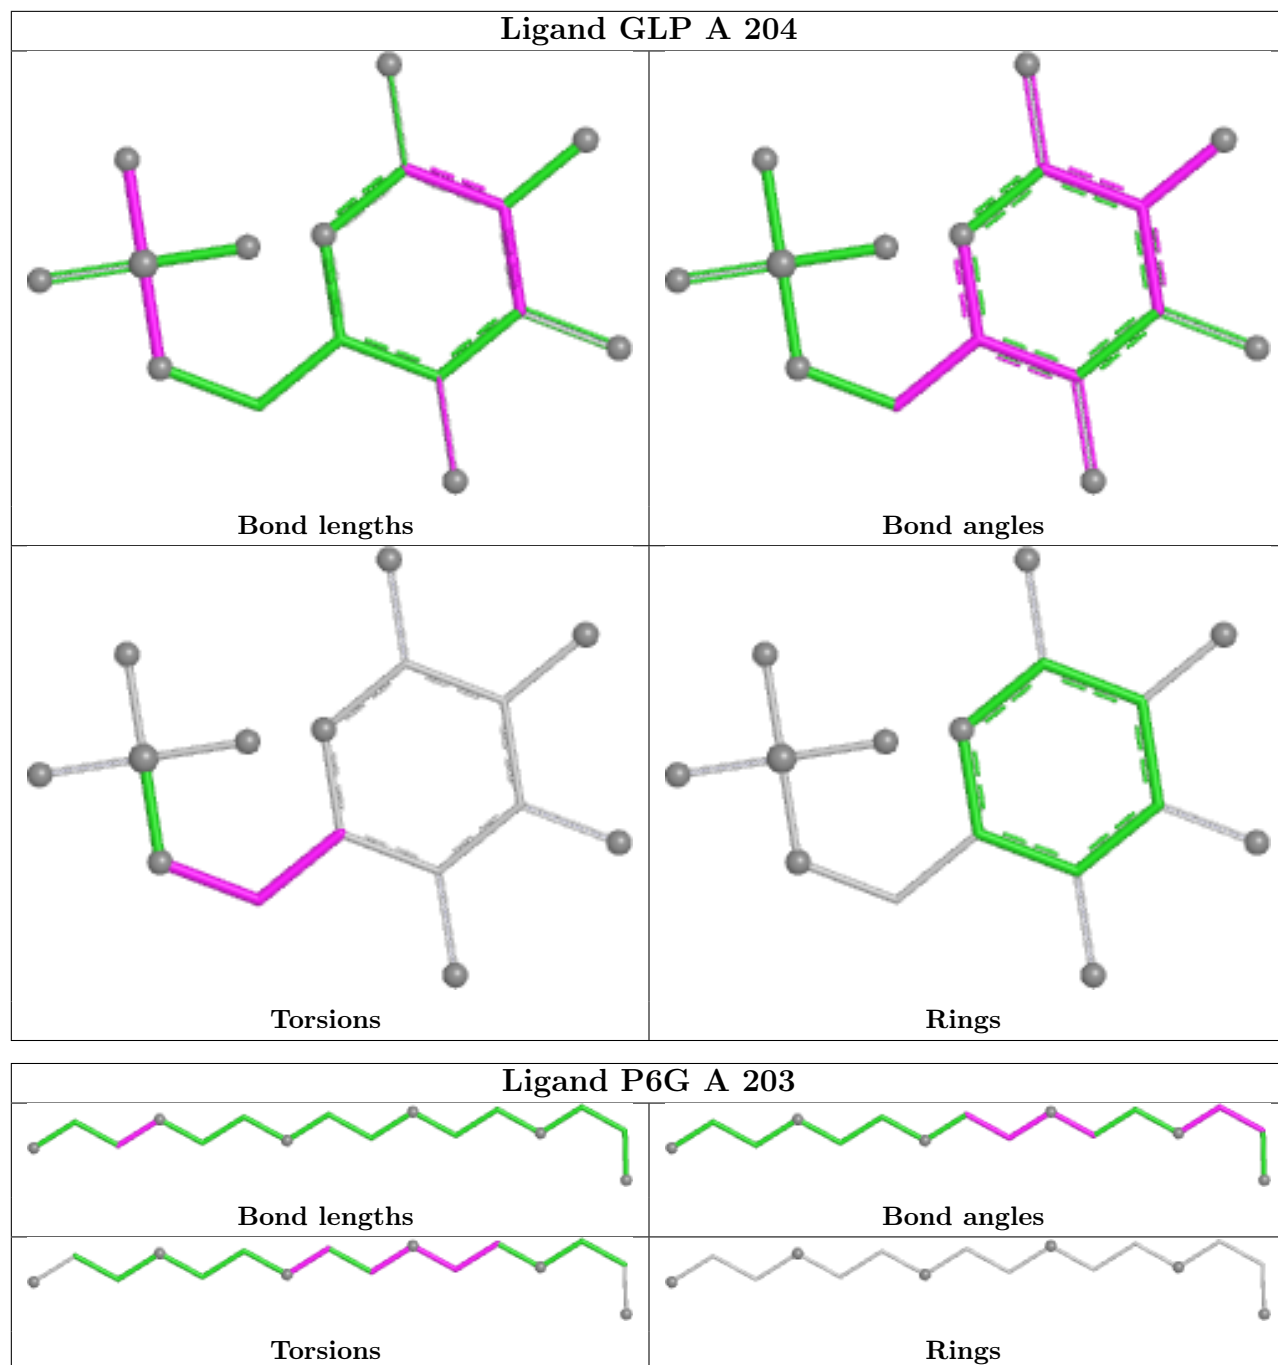 Ligand GLP A 204
Bond lengths
Bond angles
Torsions
Rings
Ligand P6G A 203
Bond lengths
Bond angles
Torsions
Rings